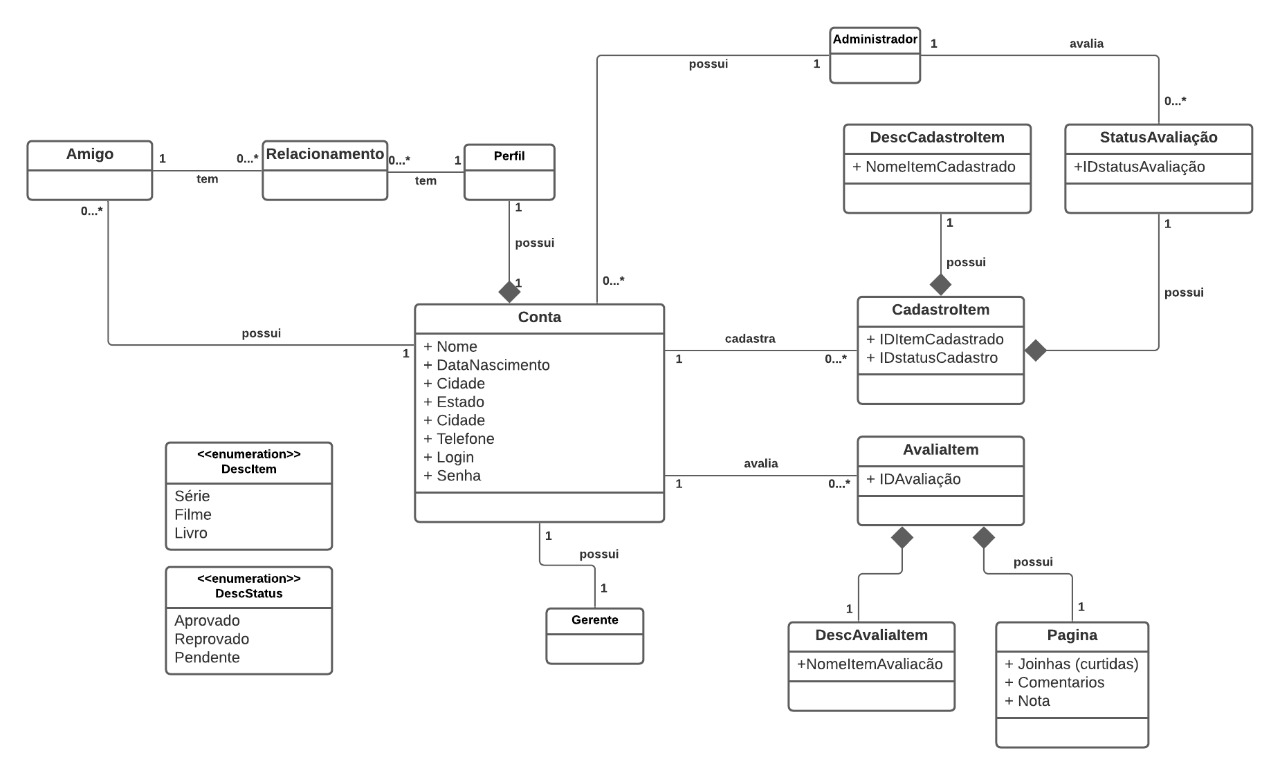 Administrador
1
avalia
possui
1
0...*
DescCadastroItem
+ NomeItemCadastrado
StatusAvaliação
+IDstatusAvaliação
Amigo
1
0...*
tem
Relacionamento
0...*
1
tem
Perfil
0...*
1
possui
1
0...*
1
possui
1
possui
possui
1
Conta
+ Nome
+ DataNascimento
+ Cidade
+ Estado
+ Cidade
+ Telefone
+ Login
+ Senha
cadastra
1
0...*
CadastroItem
+ IDItemCadastrado
+ IDstatusCadastro
avalia
1
0...*
AvaliaItem
+ IDAvaliação
<<enumeration>>
DescItem
Série
Filme
Livro
<<enumeration>>
DescStatus
Aprovado
Reprovado
Pendente
1
possui
1
Gerente
possui
1
1
DescAvaliaItem
+NomeItemAvaliacão
Pagina
+ Joinhas (curtidas)
+ Comentarios
+ Nota